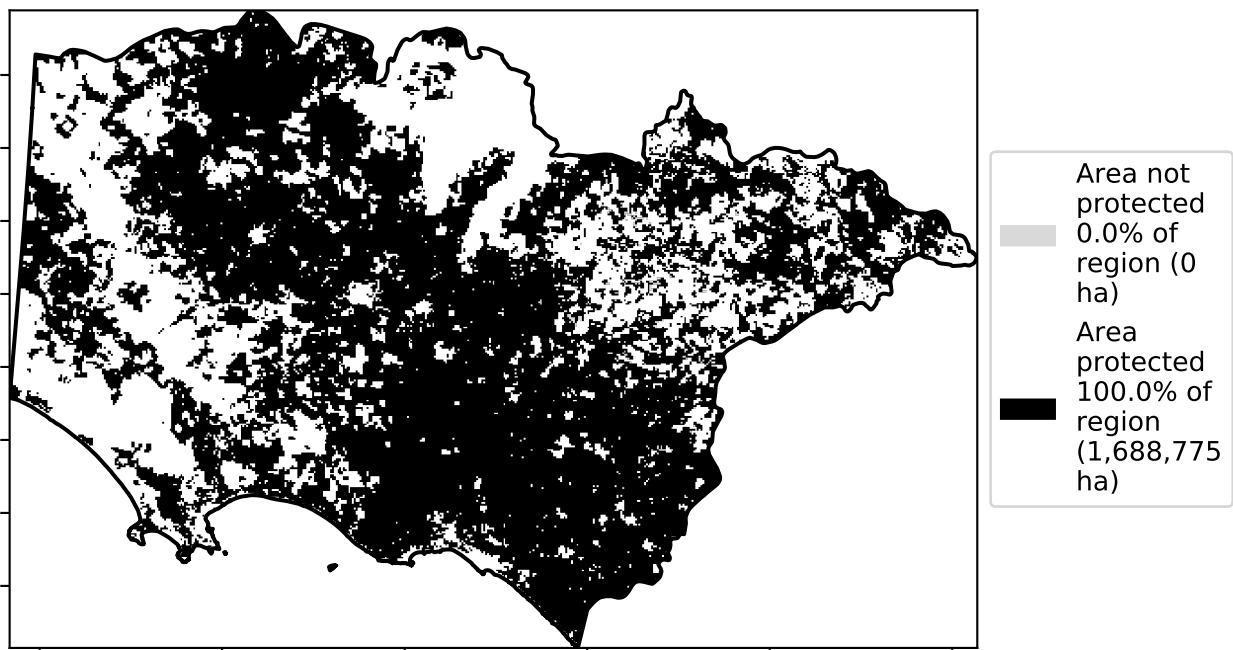 Area not
protected
0.0% of
region (0
ha)
Area
protected
100.0% of
region
(1,688,775
ha)